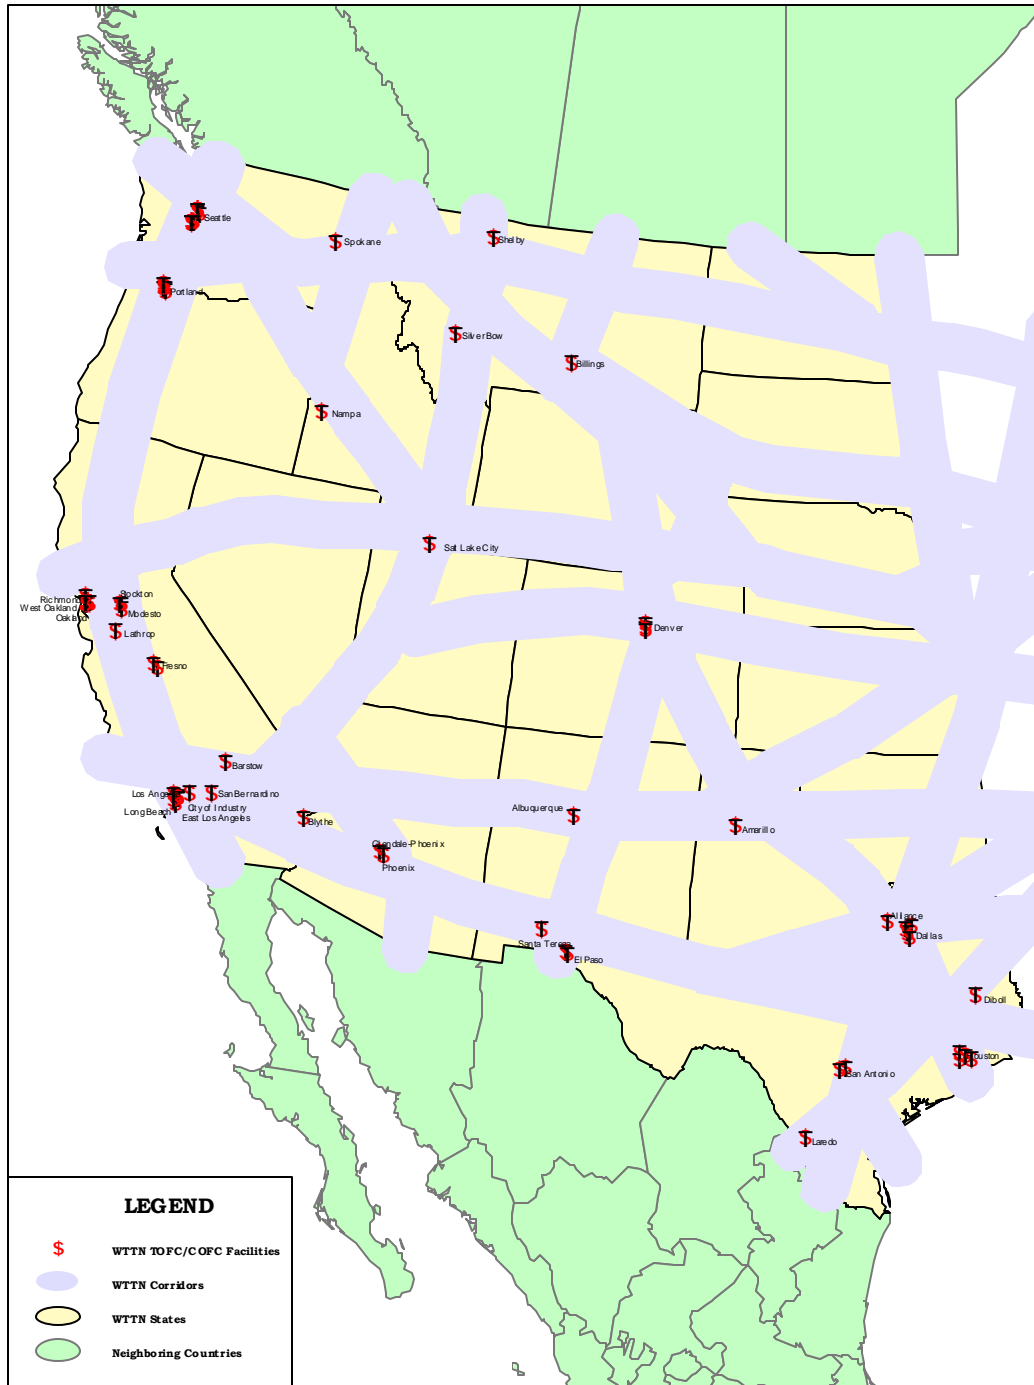 Seattle
Spokane
Shelby
Portland
Silver Bow
Billings
Nampa
Salt Lake City
Richmond
Stockton
West Oakland
Modesto
Oakland
Lathrop
Denver
Fresno
Barstow
Los Angeles
San Bernardino
City of Industry
Long Beach
East Los Angeles
Blythe
Albuquerque
Amarillo
Glendale-Phoenix
Phoenix
Alliance
Dallas
Santa Teresa
El Paso
Diboll
Houston
San Antonio
Laredo
LEGEND
$ WTTN TOFC/COFC Facilities
WTTN Corridors
WTTN States
Neighboring Countries